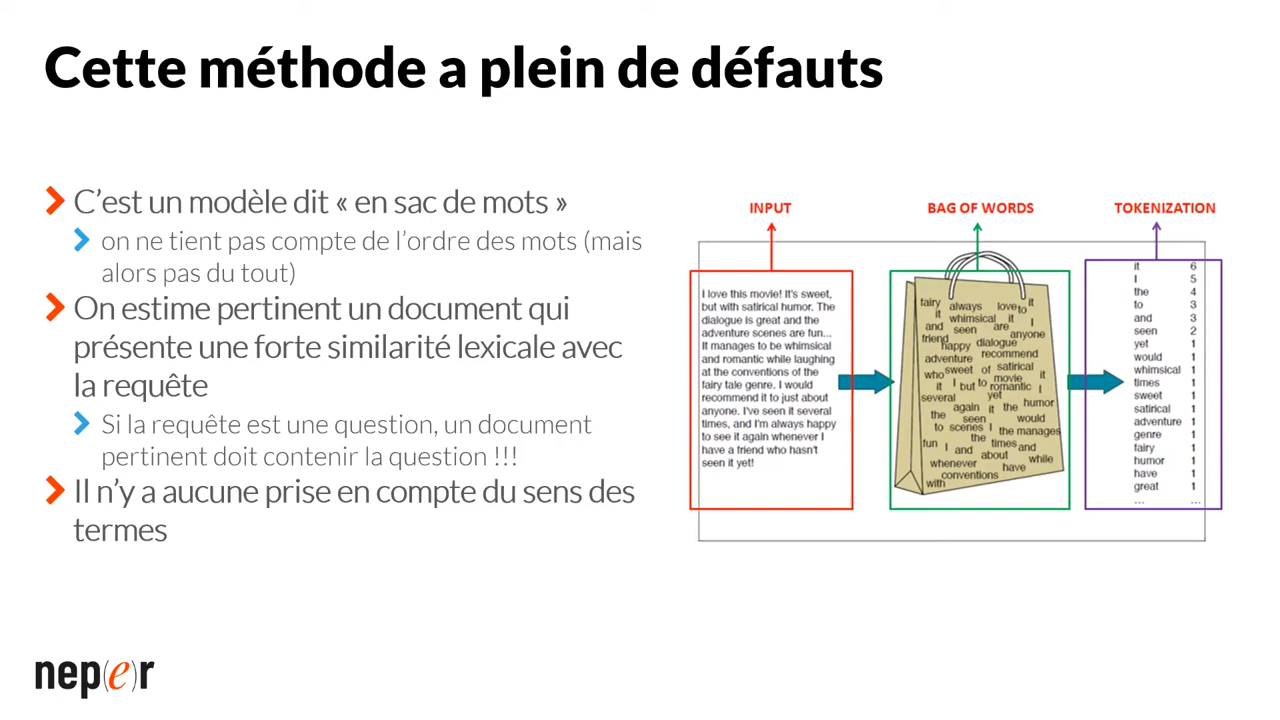 Cette méthode a plein de défauts
C’est un modèle dit « en sac de mots »
on ne tient pas compte de l’ordre des mots (mais
alors pas du tout)
On estime pertinent un document qui
présente une forte similarité lexicale avec
la requête
Si la requête est une question, un document
pertinent doit contenir la question !!!
Il n’y a aucune prise en compte du sens des
termes
INPUT
I love this movie! It's sweet,
but with satirical humor. The
dialogue is great and the
adventure scenes are fun...
It manages to be whimsical
and romantic while laughing
at the conventions of the
fairy tale genre. I would
recommend it to just about
anyone. I've seen it several
times, and I'm always happy
to see it again whenever I
have a friend who hasn't
seen it yet!
BAG OF WORDS
fairy always love to it
it whimsical it I
and seen are anyone
friend happy dialogue
adventure recommend
who sweet of satirical
it I but to movie romantic I it
several yet
again it the humor
the seen would
to scenes I the manages
fun I the times and
and about while
whenever have
conventions
with
TOKENIZATION
it 6
I 5
the 4
to 3
and 3
seen 2
yet 1
would 1
whimsical 1
times 1
sweet 1
satirical 1
adventure 1
genre 1
fairy 1
humor 1
have 1
great 1
... ...
nep(e)r